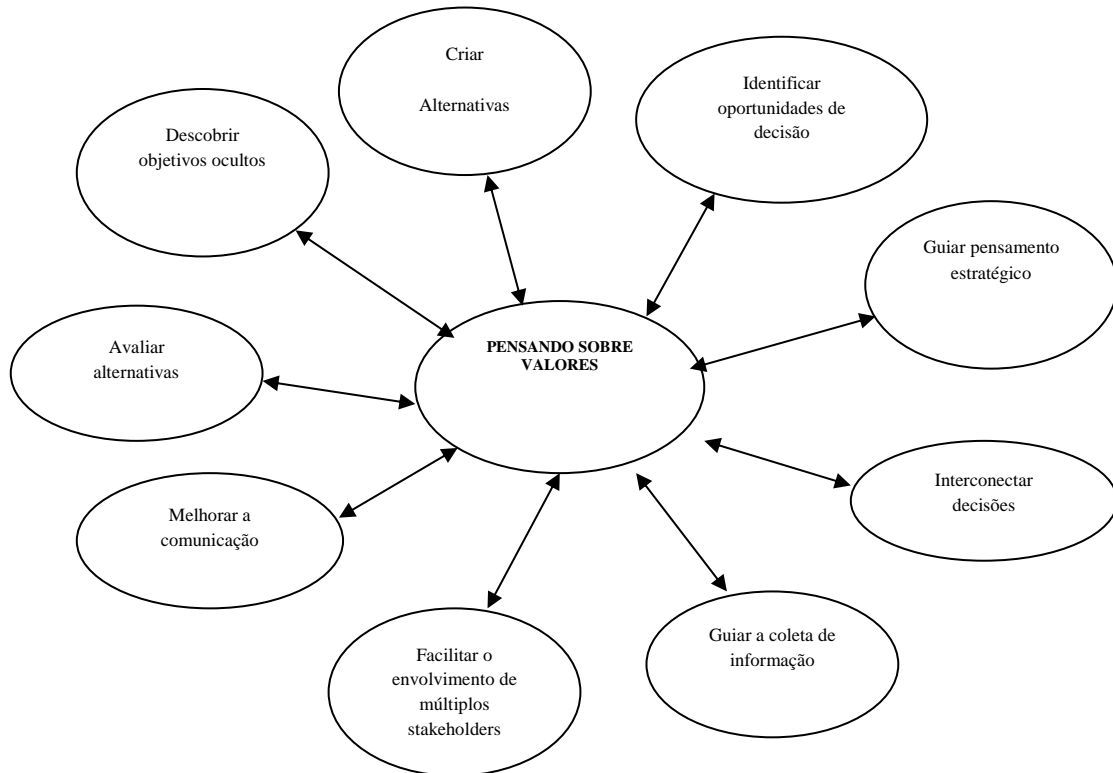 Criar
Alternativas
Identificar
oportunidades de
decisão
Descobrir
objetivos ocultos
Guiar pensamento
estratégico
PENSANDO SOBRE
VALORES
Avaliar
alternativas
Interconectar
decisões
Melhorar a
comunicação
Guiar a coleta de
informação
Facilitar o
envolvimento de
múltiplos
stakeholders